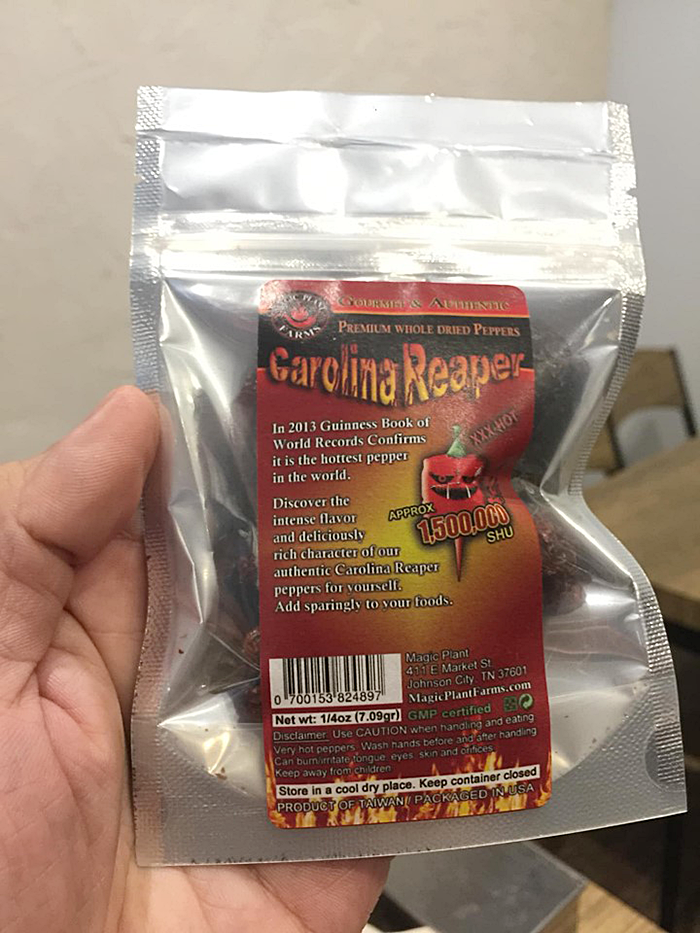 MAGIC PLANT
FARMS
GOURMET & AUTHENTIC
PREMIUM WHOLE DRIED PEPPERS
Carolina Reaper
In 2013 Guinness Book of
World Records Confirms
it is the hottest pepper
in the world.
XXX-HOT
APPROX
1,500,000
SHU
Discover the
intense flavor
and deliciously
rich character of our
authentic Carolina Reaper
peppers for yourself.
Add sparingly to your foods.
0 700153 824897
Magic Plant
411 E Market St.
Johnson City, TN 37601
MagicPlantFarms.com
Net wt: 1/4oz (7.09gr)
GMP certified
Disclaimer: Use CAUTION when handling and eating
Very hot peppers. Wash hands before and after handling
Can burn/irritate tongue, eyes, skin and orifices.
Keep away from children
Store in a cool dry place. Keep container closed
PRODUCT OF TAIWAN / PACKAGED IN USA